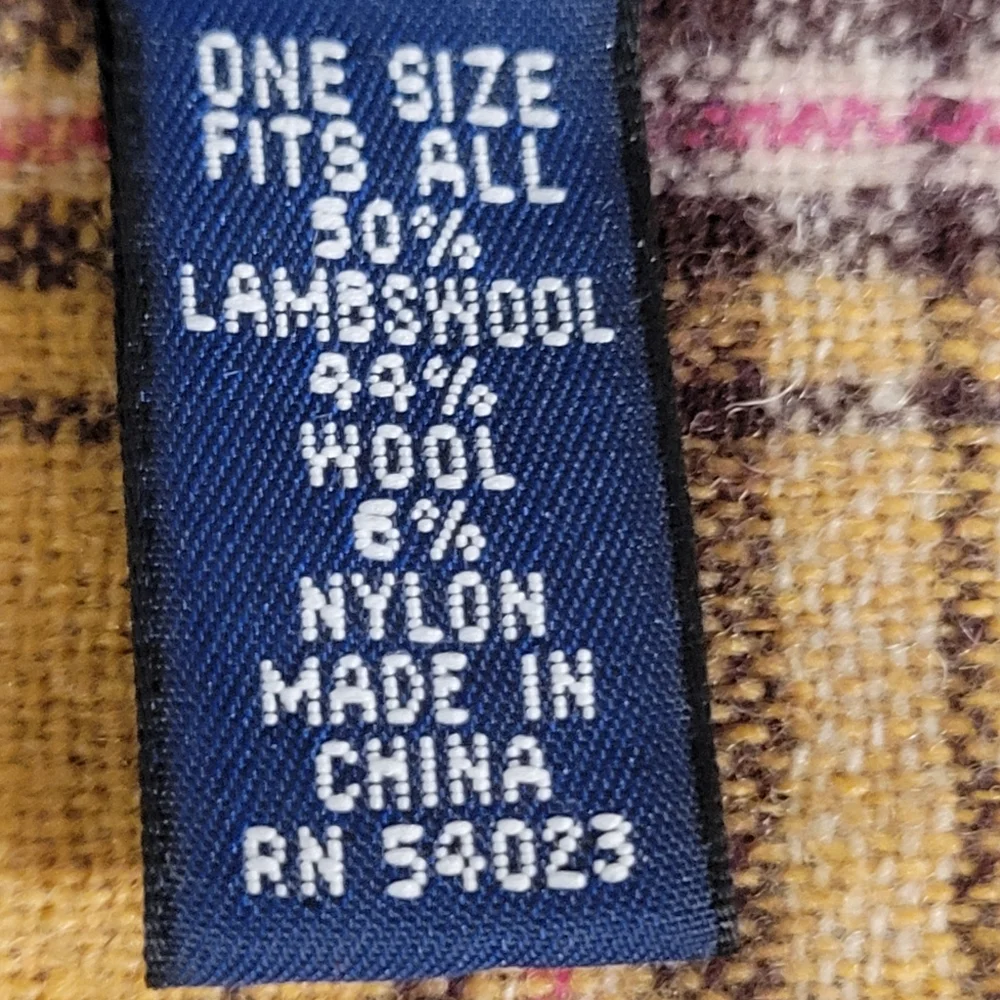 ONE SIZE
FITS ALL
50%
LAMBSWOOL
44%
WOOL
6%
NYLON
MADE IN
CHINA
RN 54023